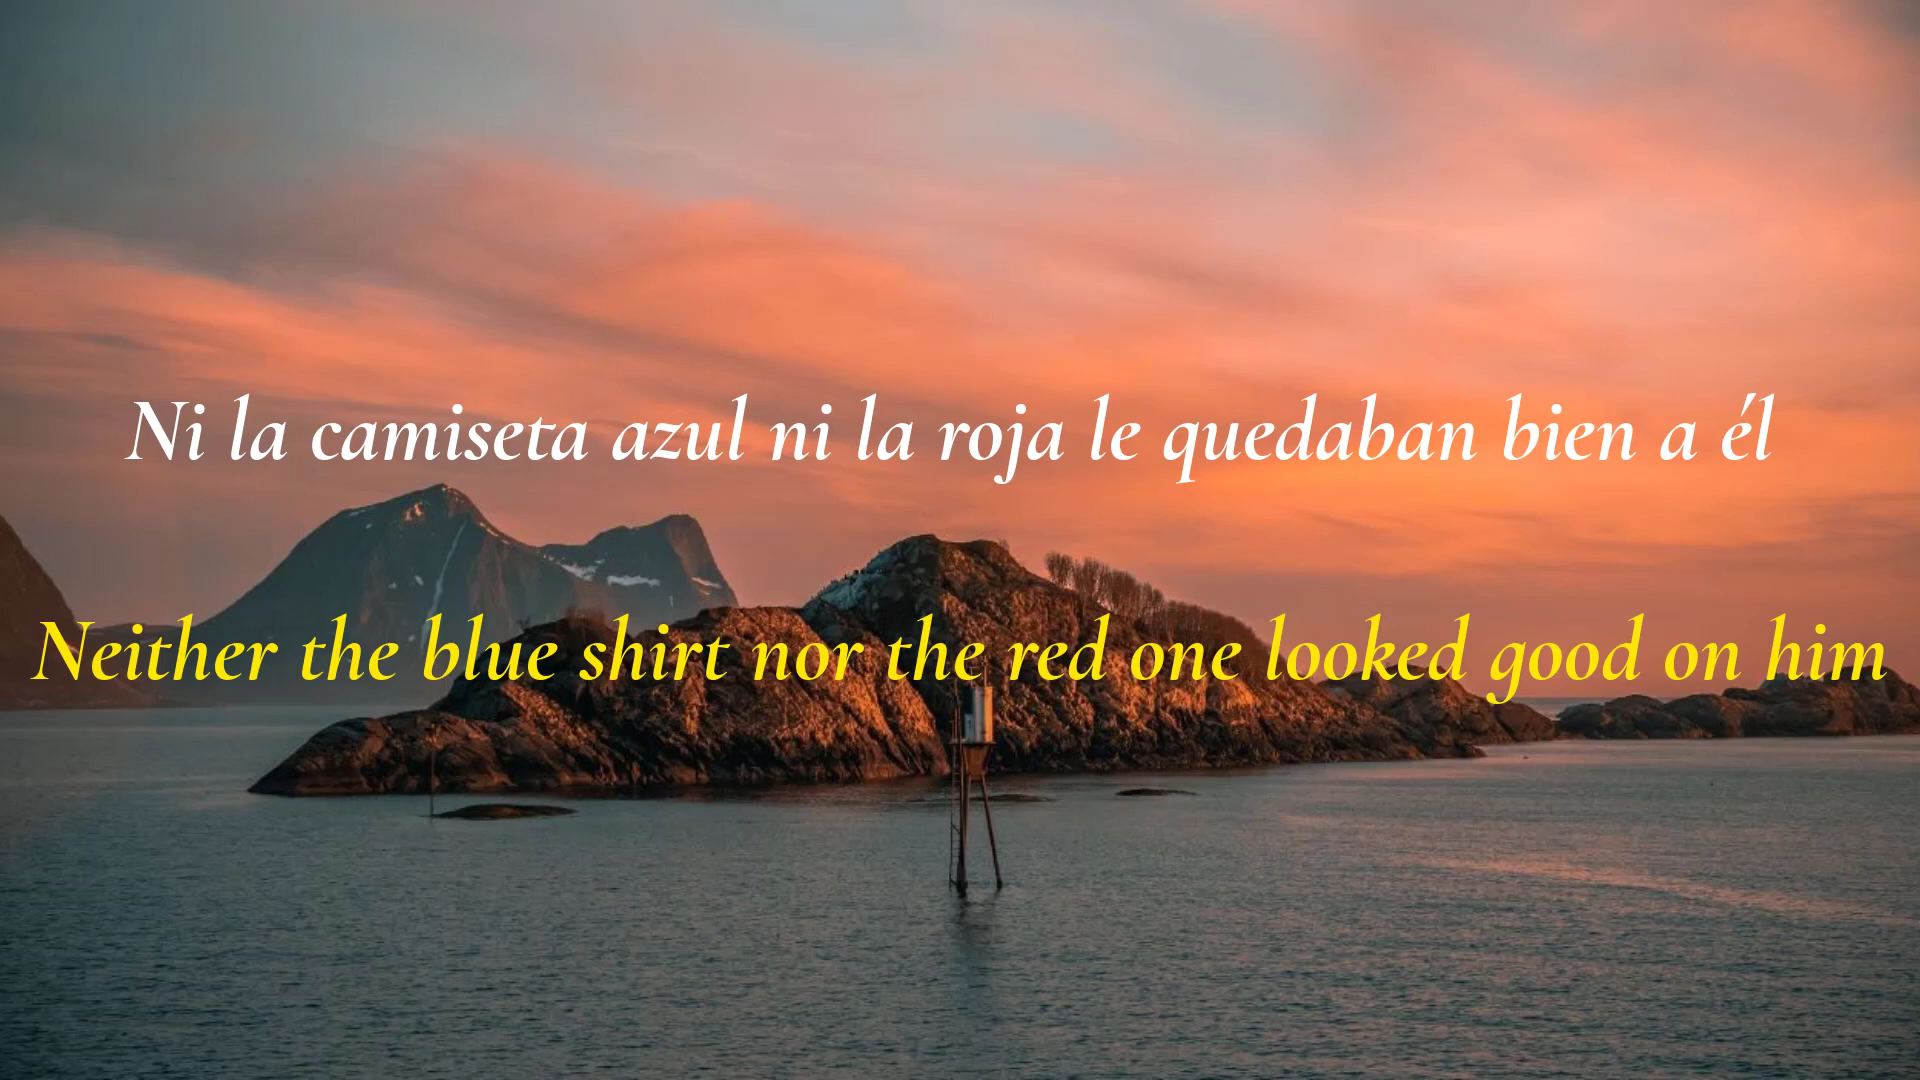 Ni la camiseta azul ni la roja le quedaban bien a él
Neither the blue shirt nor the red one looked good on him